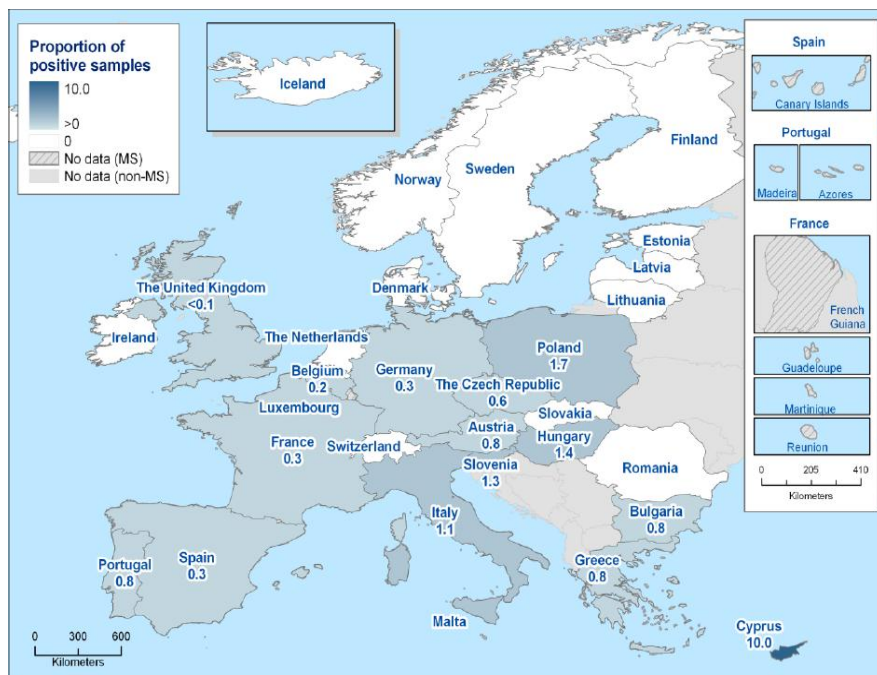 Proportion of
positive samples
10.0
>0
0
No data (MS)
No data (non-MS)
Iceland
Spain
Canary Islands
Portugal
Madeira
Azores
France
French
Guiana
Guadeloupe
Martinique
Reunion
0 205 410
Kilometers
Finland
Sweden
Norway
Estonia
Latvia
Lithuania
Denmark
The United Kingdom
<0.1
Ireland
The Netherlands
Belgium
0.2
Luxembourg
Germany
0.3
Poland
1.7
The Czech Republic
0.6
Slovakia
Austria
0.8
Hungary
1.4
France
0.3
Switzerland
Slovenia
1.3
Romania
Italy
1.1
Bulgaria
0.8
Portugal
0.8
Spain
0.3
Greece
0.8
Malta
Cyprus
10.0
0 300 600
Kilometers